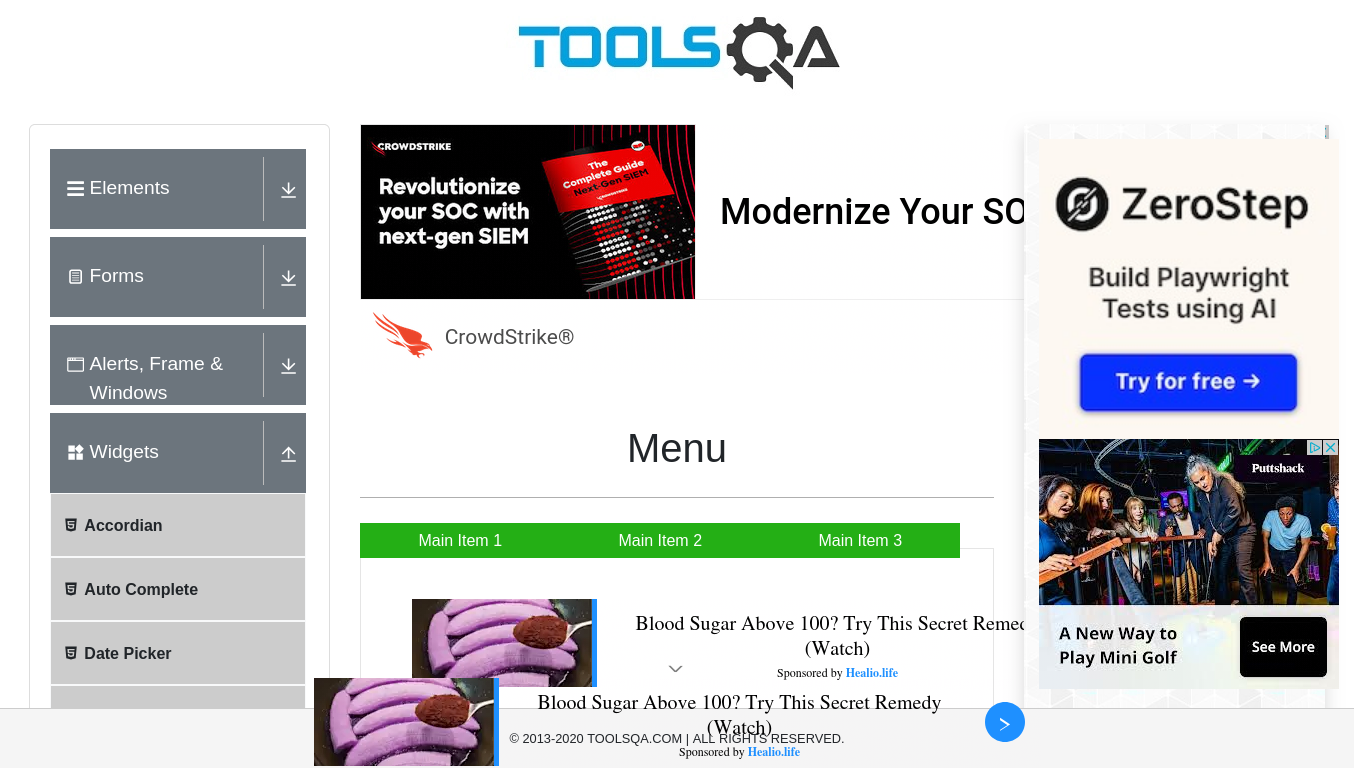 TOOLSQA
Elements
Forms
Alerts, Frame &
Windows
Widgets
Accordian
Auto Complete
Date Picker
CROWDSTRIKE
Revolutionize
your SOC with
next-gen SIEM
The
Complete Guide
Next-Gen SIEM
Modernize Your SO
CrowdStrike®
Menu
Main Item 1
Main Item 2
Main Item 3
Blood Sugar Above 100? Try This Secret Remed
(Watch)
Sponsored by Healio.life
Blood Sugar Above 100? Try This Secret Remedy
(Watch)
Sponsored by Healio.life
© 2013-2020 TOOLSQA.COM | ALL RIGHTS RESERVED.
ZeroStep
Build Playwright
Tests using AI
Try for free →
Puttshack
A New Way to
Play Mini Golf
See More